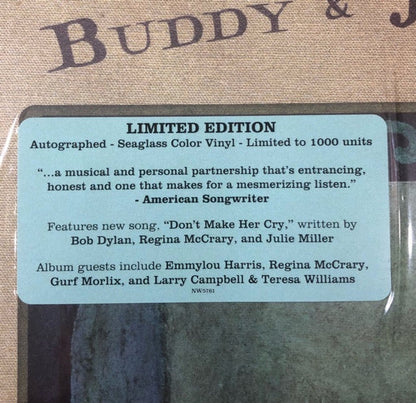 BUDDY & J
LIMITED EDITION
Autographed - Seaglass Color Vinyl - Limited to 1000 units
“...a musical and personal partnership that’s entrancing,
honest and one that makes for a mesmerizing listen.”
- American Songwriter
Features new song. “Don’t Make Her Cry,” written by
Bob Dylan, Regina McCrary, and Julie Miller
Album guests include Emmylou Harris, Regina McCrary,
Gurf Morlix, and Larry Campbell & Teresa Williams
NW5761